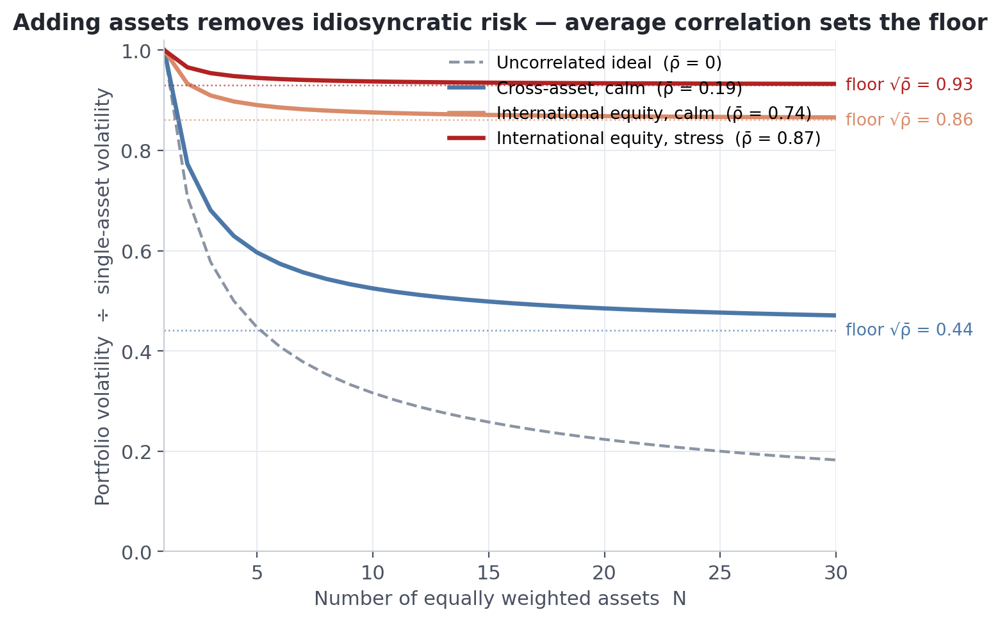 Adding assets removes idiosyncratic risk — average correlation sets the floor
Portfolio volatility ÷ single-asset volatility
1.0
0.8
0.6
0.4
0.2
0.0
Uncorrelated ideal (ρ̄ = 0)
Cross-asset, calm (ρ̄ = 0.19)
International equity, calm (ρ̄ = 0.74)
International equity, stress (ρ̄ = 0.87)
floor √ρ̄ = 0.93
floor √ρ̄ = 0.86
floor √ρ̄ = 0.44
5 10 15 20 25 30
Number of equally weighted assets N